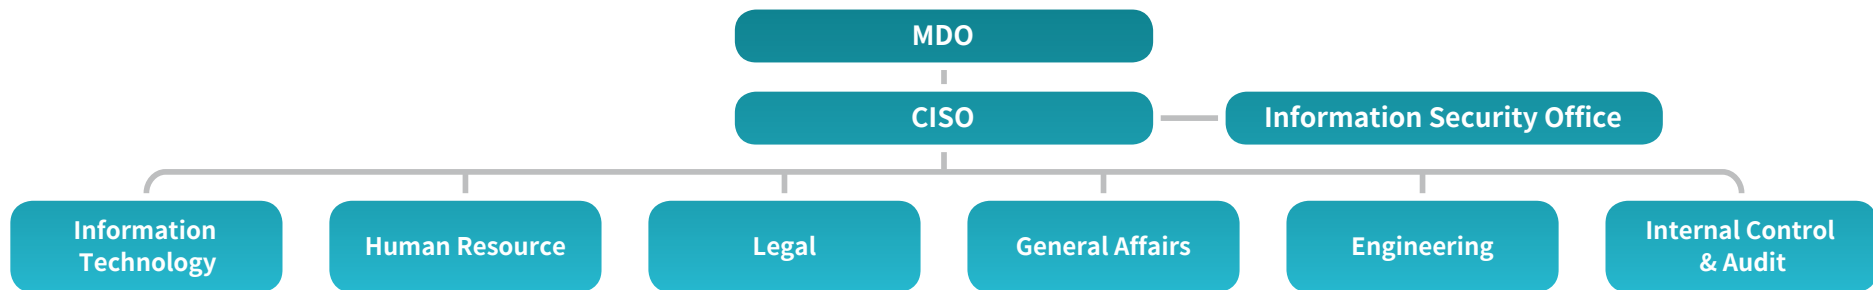 MDO
CISO
Information Security Office
Information
Technology
Human Resource
Legal
General Affairs
Engineering
Internal Control
& Audit